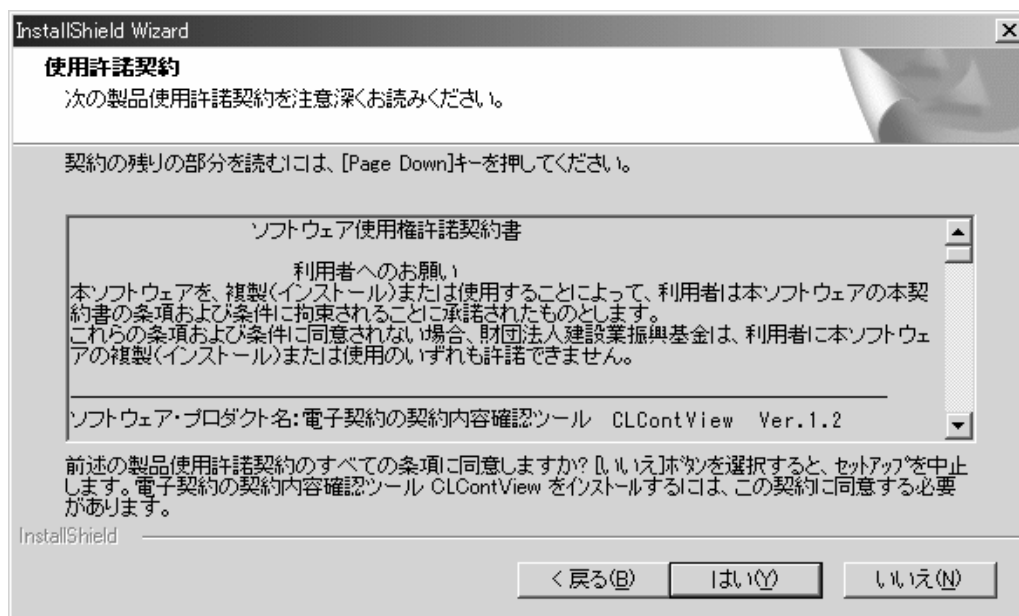 InstallShield Wizard
使用許諾契約
次の製品使用許諾契約を注意深くお読みください。
契約の残りの部分を読むには、[Page Down]キーを押してください。
ソフトウェア使用権許諾契約書
利用者へのお願い
本ソフトウェアを、複製(インストール)または使用することによって、利用者は本ソフトウェアの本契
約書の条項および条件に拘束されることに承諾されたものとします。
これらの条項および条件に同意されない場合、財団法人建設業振興基金は、利用者に本ソフトウェ
アの複製(インストール)または使用のいずれも許諾できません。
ソフトウェア・プロダクト名:電子契約の契約内容確認ツール CLContView Ver.1.2
前述の製品使用許諾契約のすべての条項に同意しますか?[いいえ]ボタンを選択すると、セットアップを中止
します。電子契約の契約内容確認ツール CLContView をインストールするには、この契約に同意する必要
があります。
InstallShield
< 戻る(B) はい(Y) いいえ(N)